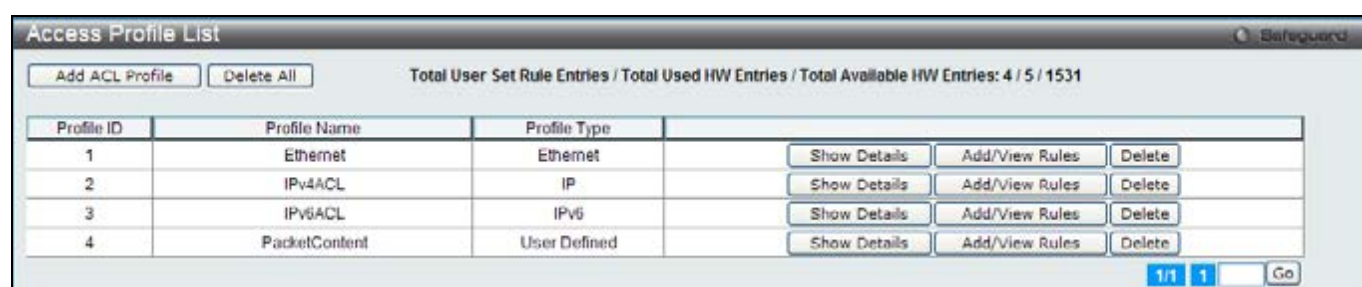 Access Profile List Safeguard
Add ACL Profile Delete All Total User Set Rule Entries / Total Used HW Entries / Total Available HW Entries: 4 / 5 / 1531
Profile ID Profile Name Profile Type
1 Ethernet Ethernet Show Details Add/View Rules Delete
2 IPv4ACL IP Show Details Add/View Rules Delete
3 IPv6ACL IPv6 Show Details Add/View Rules Delete
4 PacketContent User Defined Show Details Add/View Rules Delete
1/1 1 Go